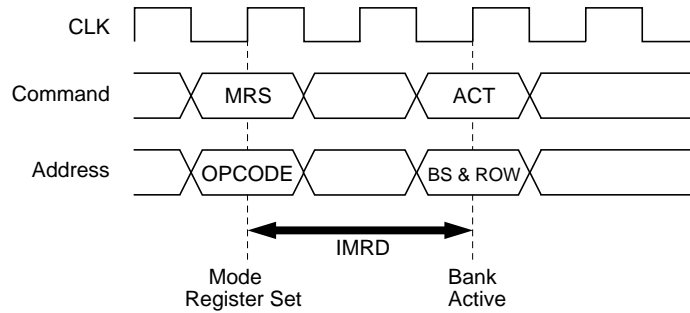 CLK
Command
MRS
ACT
Address
OPCODE
BS & ROW
IMRD
Mode
Register Set
Bank
Active